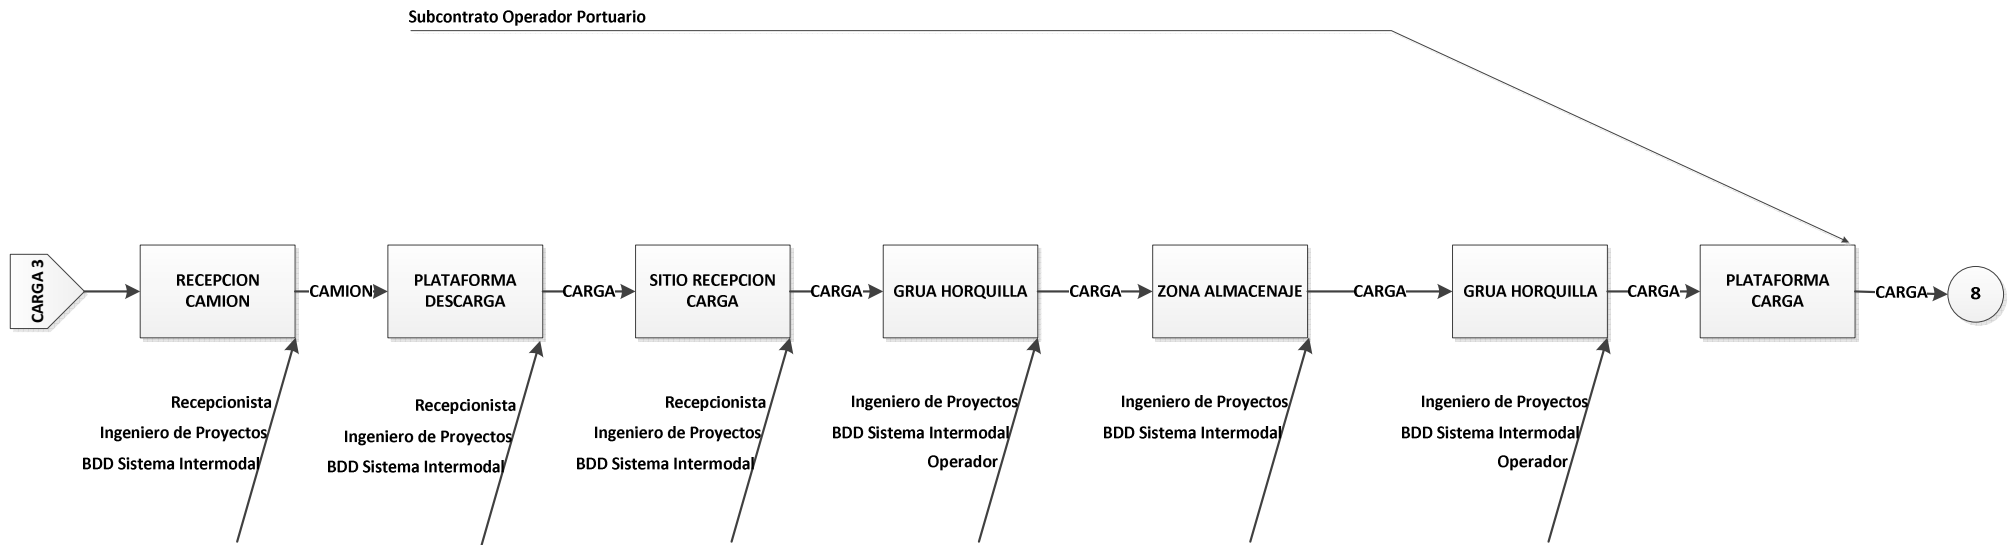 Subcontrato Operador Portuario
CARGA 3
RECEPCION
CAMION
CAMION
PLATAFORMA
DESCARGA
CARGA
SITIO RECEPCION
CARGA
CARGA
GRUA HORQUILLA
CARGA
ZONA ALMACENAJE
CARGA
GRUA HORQUILLA
CARGA
PLATAFORMA
CARGA
CARGA
8
Recepcionista
Ingeniero de Proyectos
BDD Sistema Intermodal
Recepcionista
Ingeniero de Proyectos
BDD Sistema Intermodal
Recepcionista
Ingeniero de Proyectos
BDD Sistema Intermodal
Ingeniero de Proyectos
BDD Sistema Intermodal
Operador
Ingeniero de Proyectos
BDD Sistema Intermodal
Ingeniero de Proyectos
BDD Sistema Intermodal
Operador